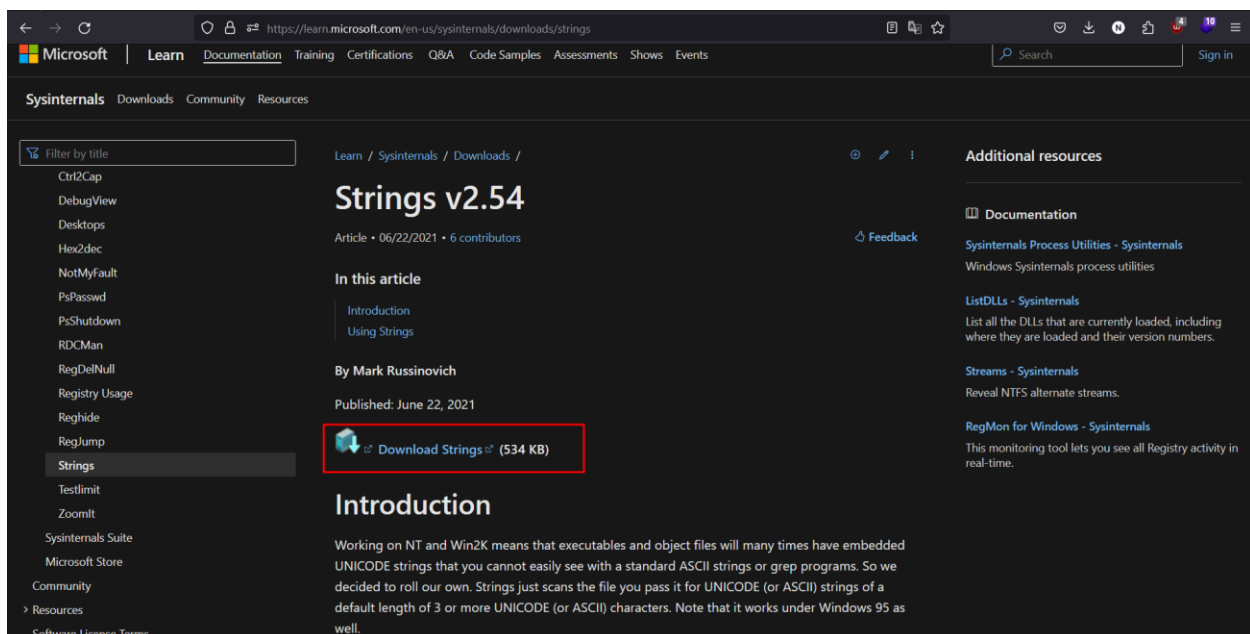 https://learn.microsoft.com/en-us/sysinternals/downloads/strings
N
4
10
Microsoft
Learn Documentation Training Certifications Q&A Code Samples Assessments Shows Events
Search
Sign in
Sysinternals Downloads Community Resources
Filter by title
Ctrl2Cap
DebugView
Desktops
Hex2dec
NotMyFault
PsPasswd
PsShutdown
RDCMan
RegDelNull
Registry Usage
Reghide
RegJump
Strings
Testlimit
ZoomIt
Sysinternals Suite
Microsoft Store
Community
> Resources
Software License Terms
Learn / Sysinternals / Downloads /
Strings v2.54
Article • 06/22/2021 • 6 contributors
Feedback
In this article
Introduction
Using Strings
By Mark Russinovich
Published: June 22, 2021
Download Strings (534 KB)
Introduction
Working on NT and Win2K means that executables and object files will many times have embedded
UNICODE strings that you cannot easily see with a standard ASCII strings or grep programs. So we
decided to roll our own. Strings just scans the file you pass it for UNICODE (or ASCII) strings of a
default length of 3 or more UNICODE (or ASCII) characters. Note that it works under Windows 95 as
well.
Additional resources
Documentation
Sysinternals Process Utilities - Sysinternals
Windows Sysinternals process utilities
ListDLLs - Sysinternals
List all the DLLs that are currently loaded, including
where they are loaded and their version numbers.
Streams - Sysinternals
Reveal NTFS alternate streams.
RegMon for Windows - Sysinternals
This monitoring tool lets you see all Registry activity in
real-time.